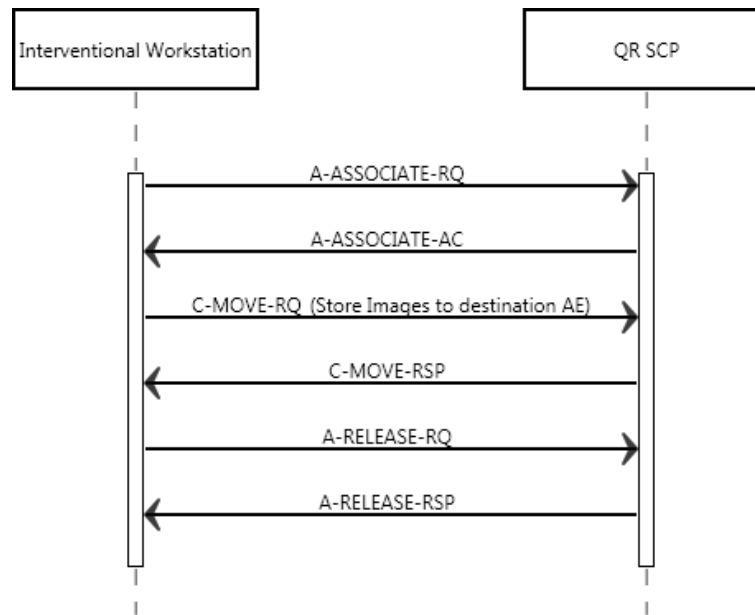 Interventional Workstation
QR SCP
A-ASSOCIATE-RQ
A-ASSOCIATE-AC
C-MOVE-RQ (Store Images to destination AE)
C-MOVE-RSP
A-RELEASE-RQ
A-RELEASE-RSP